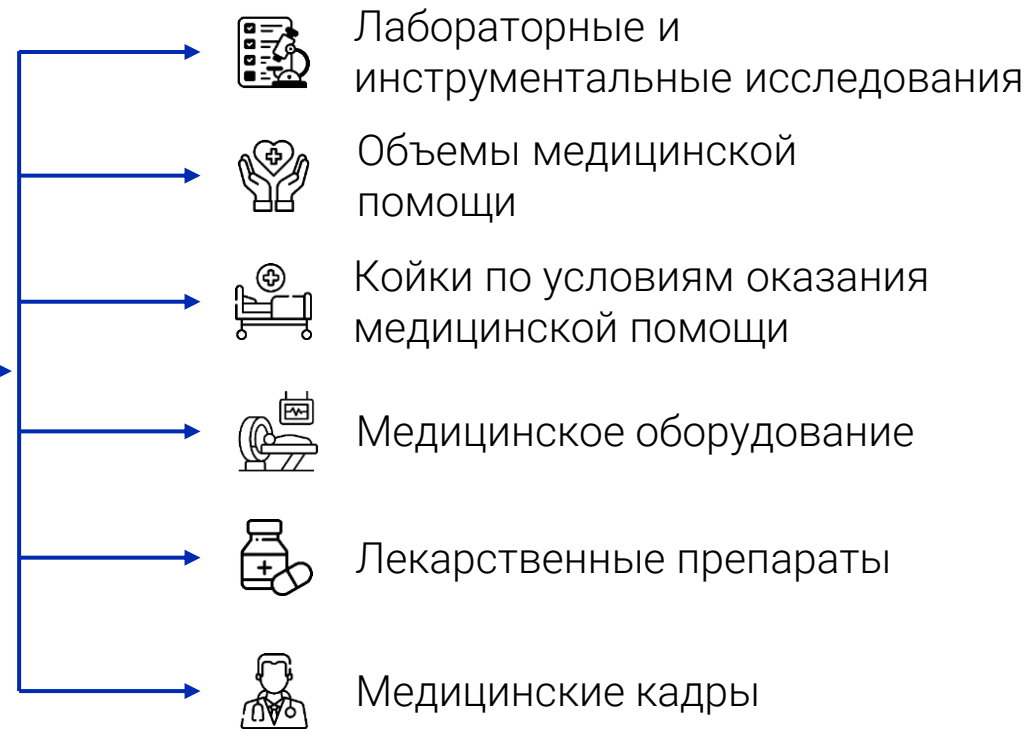 Лабораторные и
инструментальные исследования
Объемы медицинской
помощи
Койки по условиям оказания
медицинской помощи
Медицинское оборудование
Лекарственные препараты
Медицинские кадры